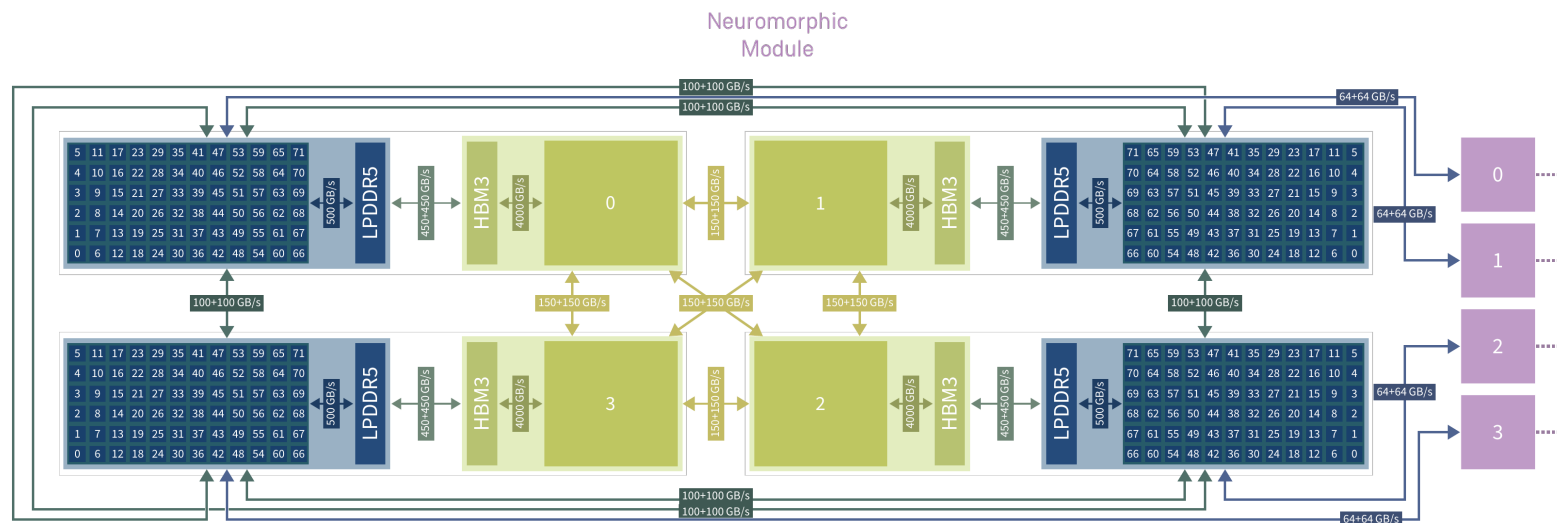 Neuromorphic
Module
100+100 GB/s
64+64 GB/s
100+100 GB/s
5 11 17 23 29 35 41 47 53 59 65 71
4 10 16 22 28 34 40 46 52 58 64 70
3 9 15 21 27 33 39 45 51 57 63 69
2 8 14 20 26 32 38 44 50 56 62 68
1 7 13 19 25 31 37 43 49 55 61 67
0 6 12 18 24 30 36 42 48 54 60 66
500 GB/s
LPDDR5
450+450 GB/s
HBM3
4000 GB/s
0
150+150 GB/s
1
4000 GB/s
HBM3
450+450 GB/s
LPDDR5
500 GB/s
71 65 59 53 47 41 35 29 23 17 11 5
70 64 58 52 46 40 34 28 22 16 10 4
69 63 57 51 45 39 33 27 21 15 9 3
68 62 56 50 44 38 32 26 20 14 8 2
67 61 55 49 43 37 31 25 19 13 7 1
66 60 54 48 42 36 30 24 18 12 6 0
0
64+64 GB/s
1
100+100 GB/s
150+150 GB/s
150+150 GB/s
150+150 GB/s
100+100 GB/s
5 11 17 23 29 35 41 47 53 59 65 71
4 10 16 22 28 34 40 46 52 58 64 70
3 9 15 21 27 33 39 45 51 57 63 69
2 8 14 20 26 32 38 44 50 56 62 68
1 7 13 19 25 31 37 43 49 55 61 67
0 6 12 18 24 30 36 42 48 54 60 66
500 GB/s
LPDDR5
450+450 GB/s
HBM3
4000 GB/s
3
150+150 GB/s
2
4000 GB/s
HBM3
450+450 GB/s
LPDDR5
500 GB/s
71 65 59 53 47 41 35 29 23 17 11 5
70 64 58 52 46 40 34 28 22 16 10 4
69 63 57 51 45 39 33 27 21 15 9 3
68 62 56 50 44 38 32 26 20 14 8 2
67 61 55 49 43 37 31 25 19 13 7 1
66 60 54 48 42 36 30 24 18 12 6 0
2
64+64 GB/s
3
100+100 GB/s
100+100 GB/s
64+64 GB/s